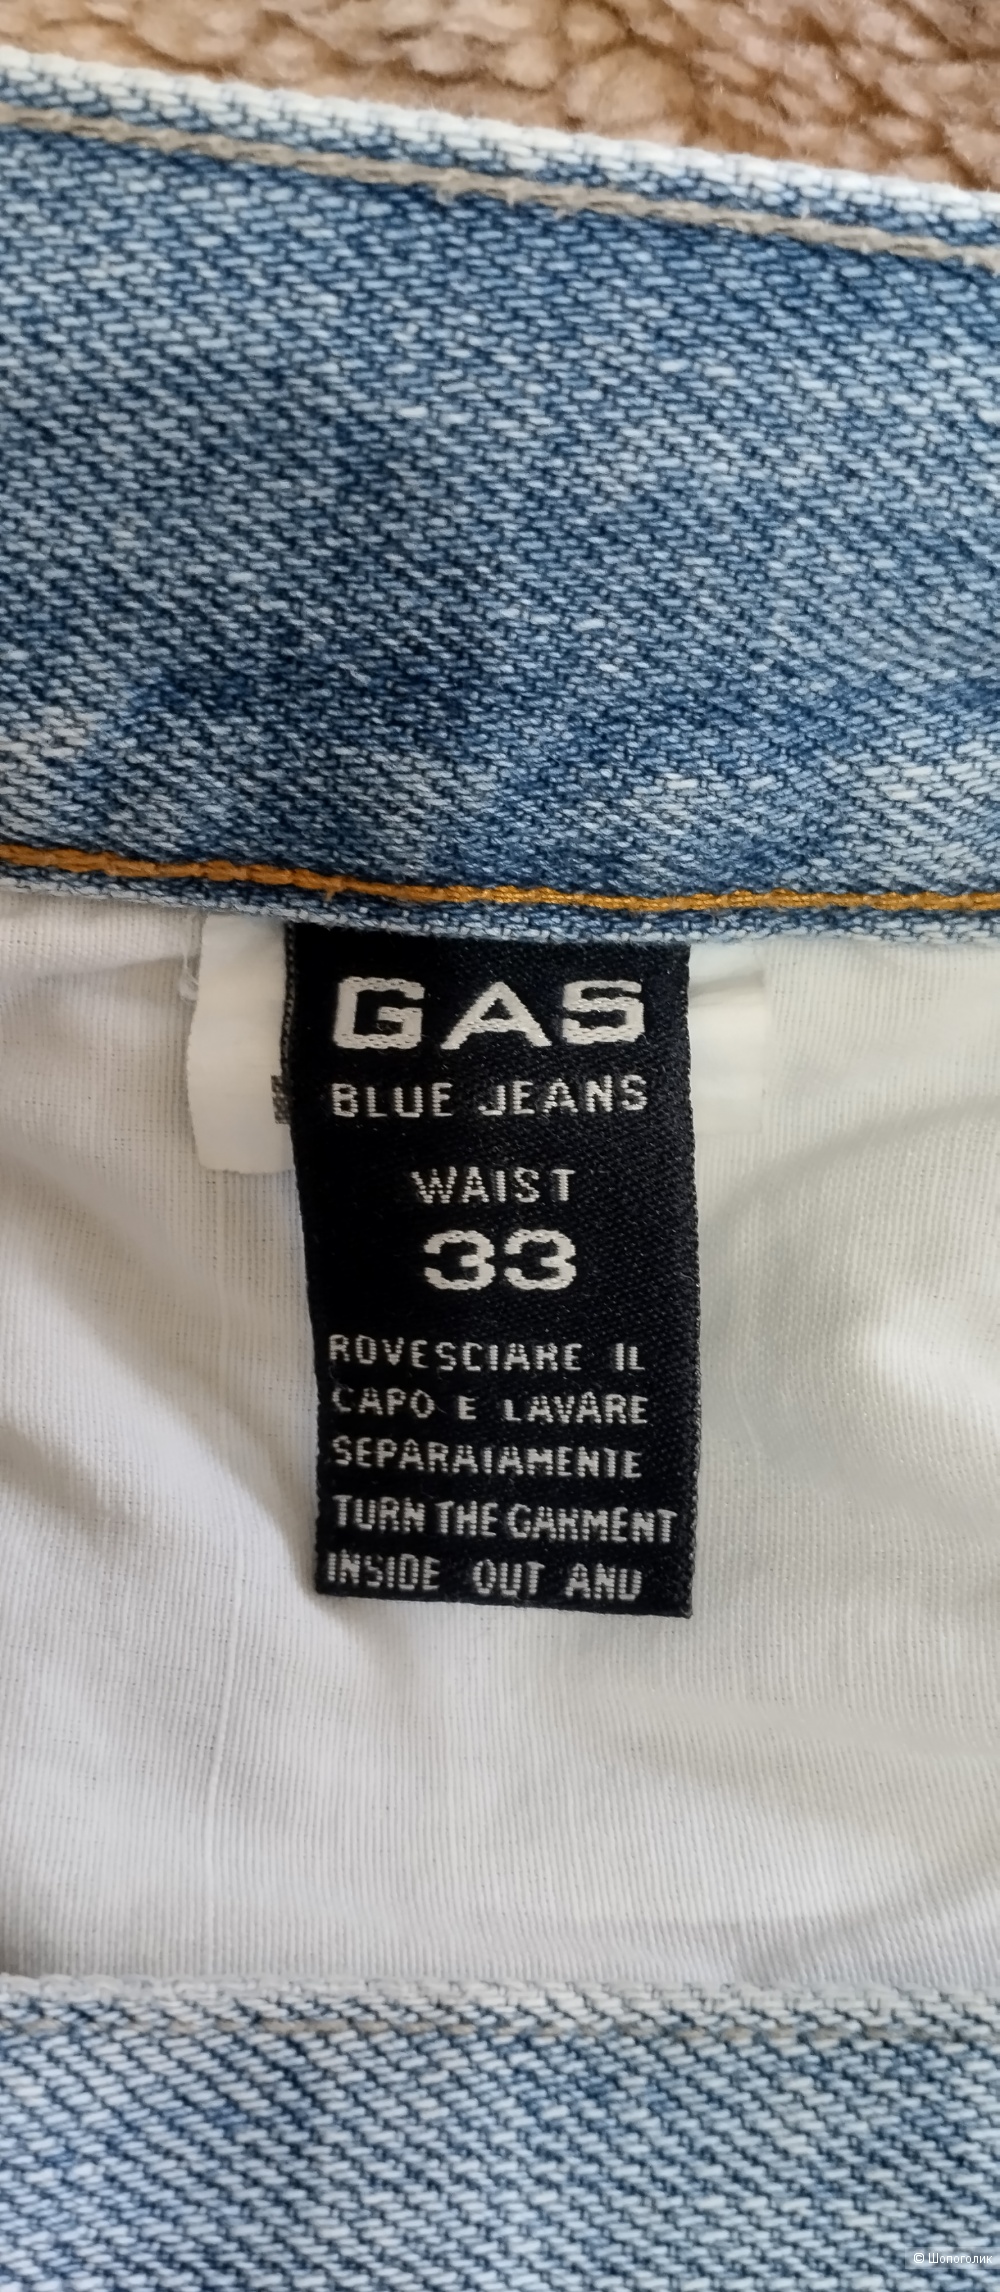 GAS
BLUE JEANS
WAIST
33
ROVESCIARE IL
CAPO E LAVARE
SEPARATAMENTE
TURN THE GARMENT
INSIDE OUT AND
© Шопоголик